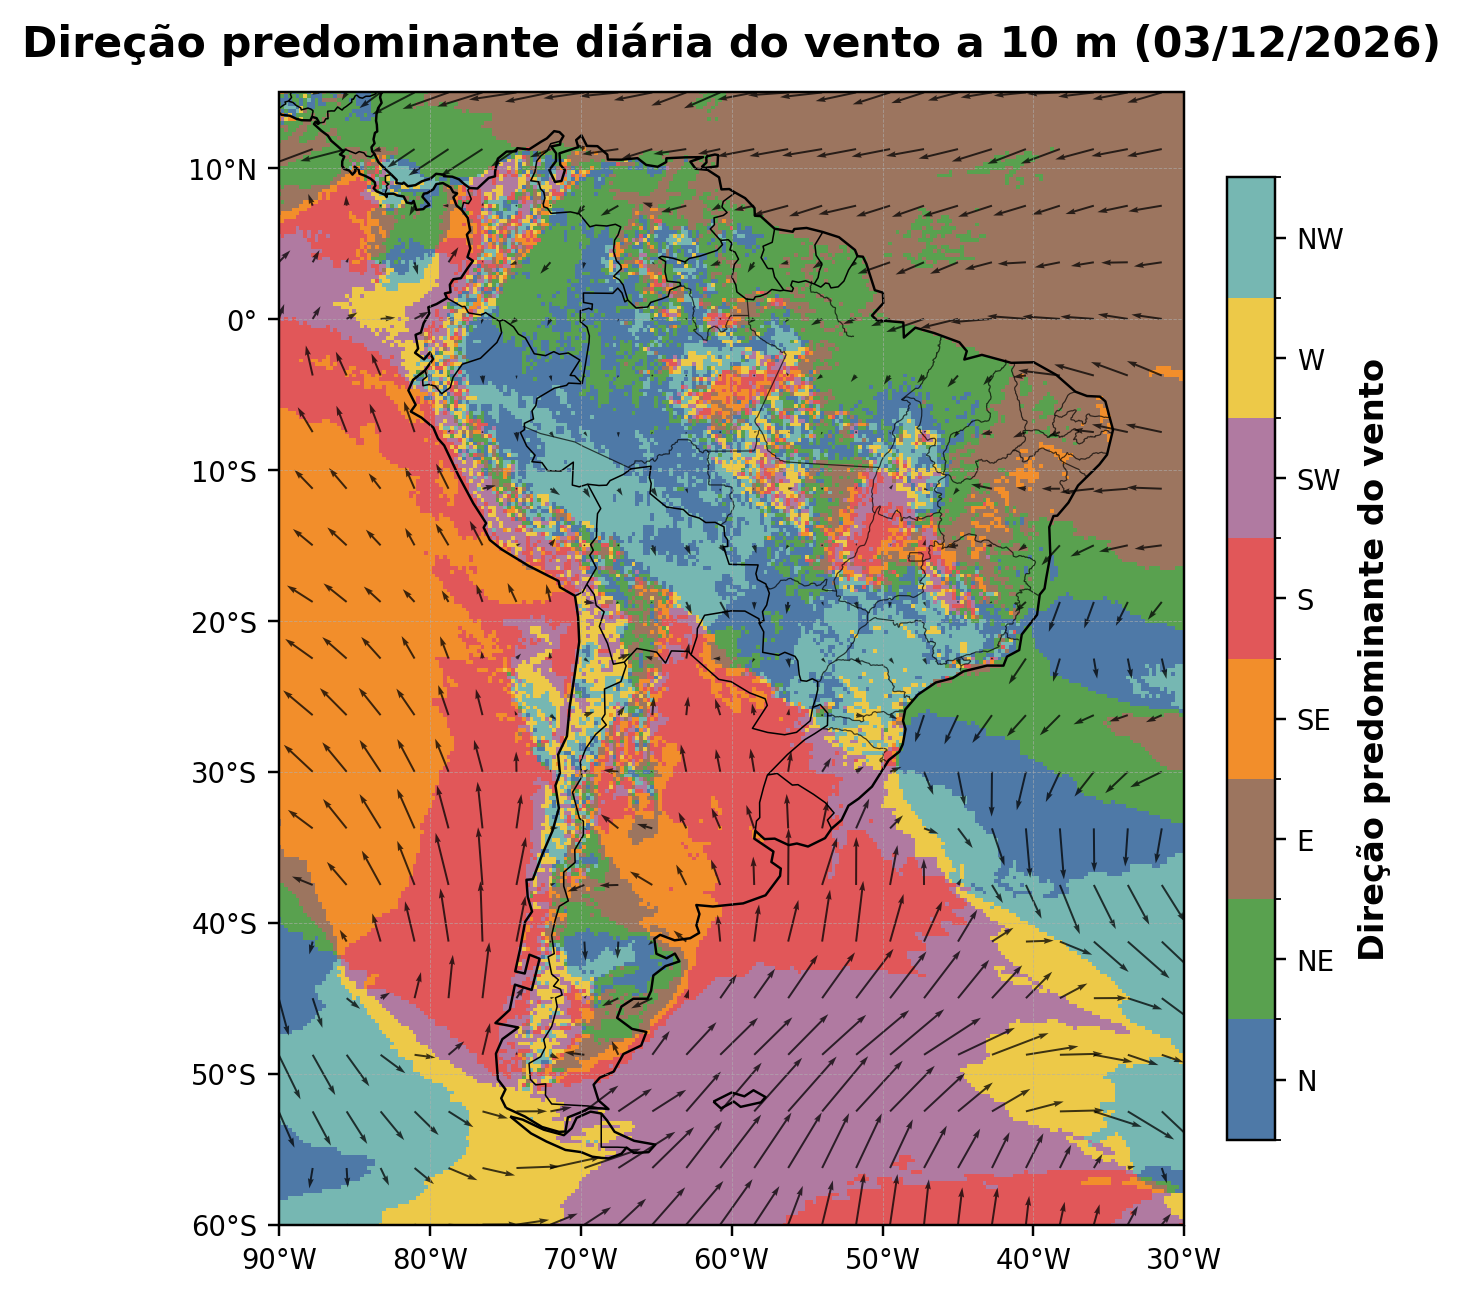 Direção predominante diária do vento a 10 m (03/12/2026)
10°N
0°
10°S
20°S
30°S
40°S
50°S
60°S
90°W 80°W 70°W 60°W 50°W 40°W 30°W
NW
W
SW
S
SE
E
NE
N
Direção predominante do vento